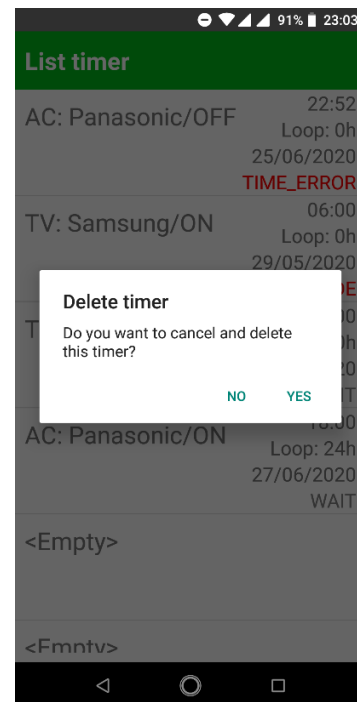 91% 23:03
List timer
AC: Panasonic/OFF
22:52
Loop: 0h
25/06/2020
TIME_ERROR
TV: Samsung/ON
06:00
Loop: 0h
29/05/2020
Delete timer
Do you want to cancel and delete
this timer?
NO YES
AC: Panasonic/ON
Loop: 24h
27/06/2020
WAIT
<Empty>
<Empty>